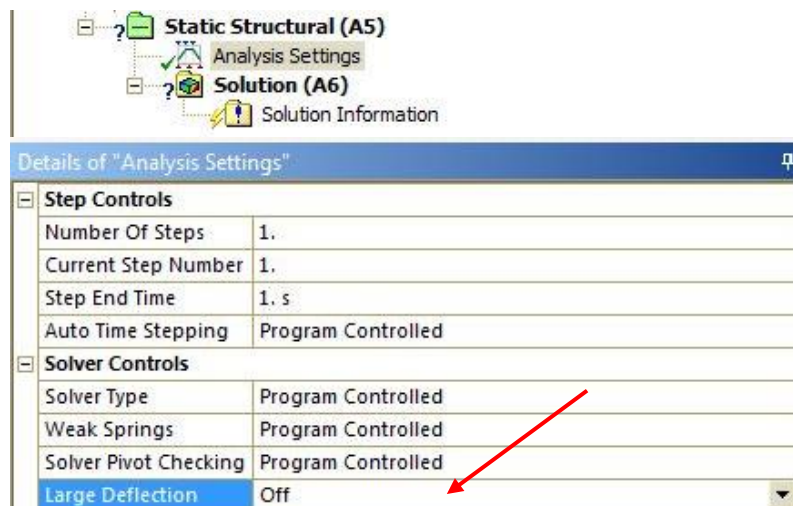 Static Structural (A5)
Analysis Settings
Solution (A6)
Solution Information
Details of "Analysis Settings"
Step Controls
Number Of Steps 1.
Current Step Number 1.
Step End Time 1. s
Auto Time Stepping Program Controlled
Solver Controls
Solver Type Program Controlled
Weak Springs Program Controlled
Solver Pivot Checking Program Controlled
Large Deflection Off